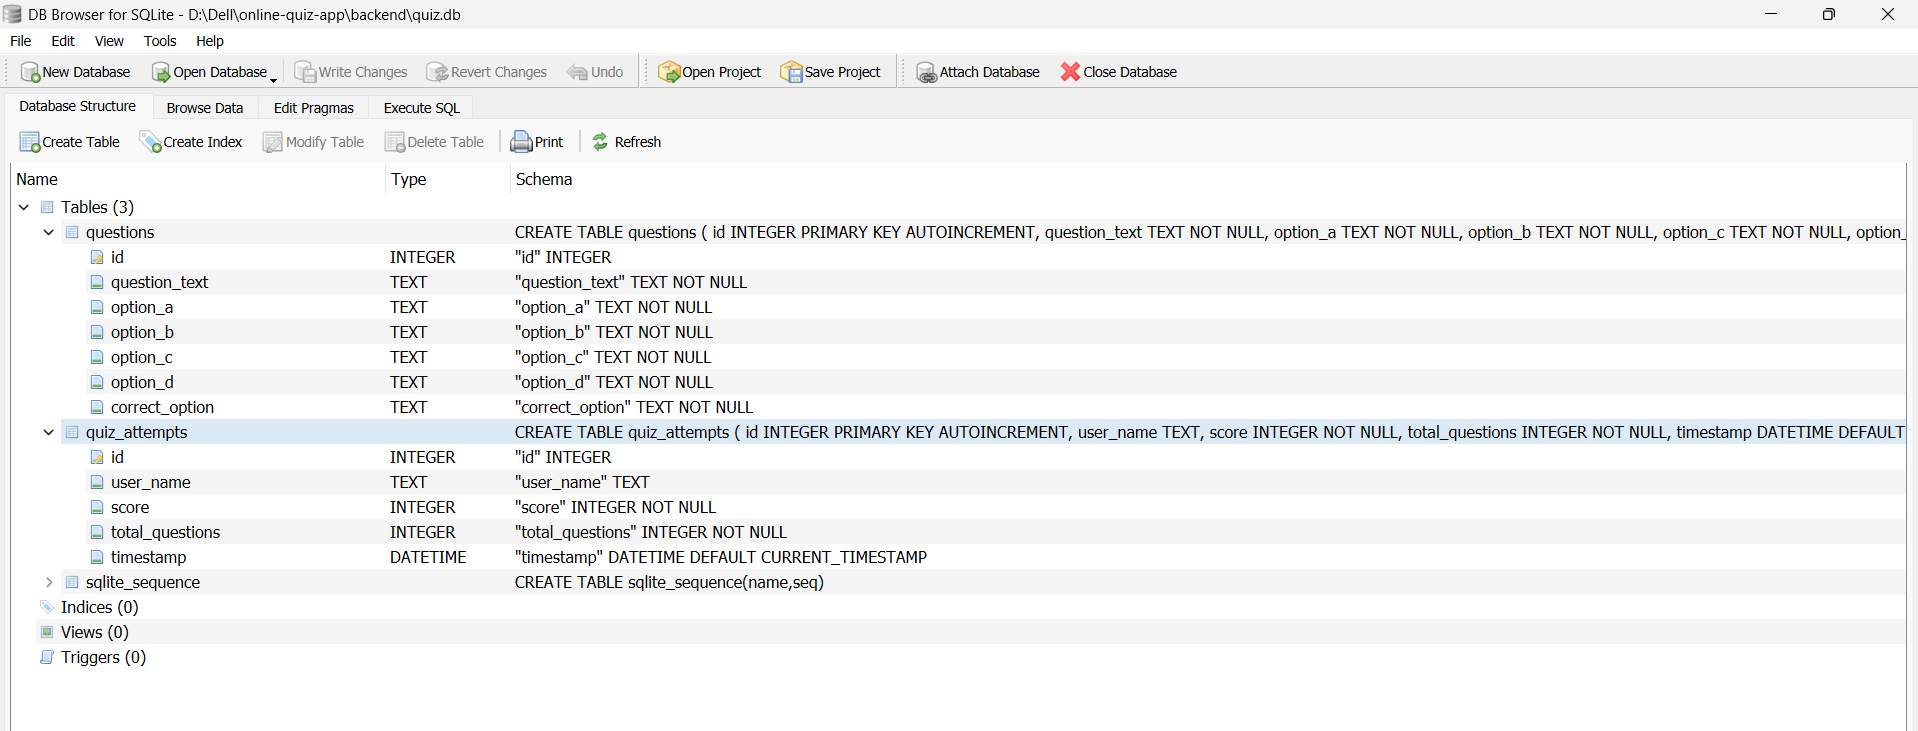 DB Browser for SQLite - D:\Dell\online-quiz-app\backend\quiz.db
File Edit View Tools Help
New Database Open Database Write Changes Revert Changes Undo Open Project Save Project Attach Database Close Database
Database Structure Browse Data Edit Pragmas Execute SQL
Create Table Create Index Modify Table Delete Table Print Refresh
Name Type Schema
Tables (3)
questions CREATE TABLE questions ( id INTEGER PRIMARY KEY AUTOINCREMENT, question_text TEXT NOT NULL, option_a TEXT NOT NULL, option_b TEXT NOT NULL, option_c TEXT NOT NULL, option_
id INTEGER "id" INTEGER
question_text TEXT "question_text" TEXT NOT NULL
option_a TEXT "option_a" TEXT NOT NULL
option_b TEXT "option_b" TEXT NOT NULL
option_c TEXT "option_c" TEXT NOT NULL
option_d TEXT "option_d" TEXT NOT NULL
correct_option TEXT "correct_option" TEXT NOT NULL
quiz_attempts CREATE TABLE quiz_attempts ( id INTEGER PRIMARY KEY AUTOINCREMENT, user_name TEXT, score INTEGER NOT NULL, total_questions INTEGER NOT NULL, timestamp DATETIME DEFAULT
id INTEGER "id" INTEGER
user_name TEXT "user_name" TEXT
score INTEGER "score" INTEGER NOT NULL
total_questions INTEGER "total_questions" INTEGER NOT NULL
timestamp DATETIME "timestamp" DATETIME DEFAULT CURRENT_TIMESTAMP
sqlite_sequence CREATE TABLE sqlite_sequence(name,seq)
Indices (0)
Views (0)
Triggers (0)